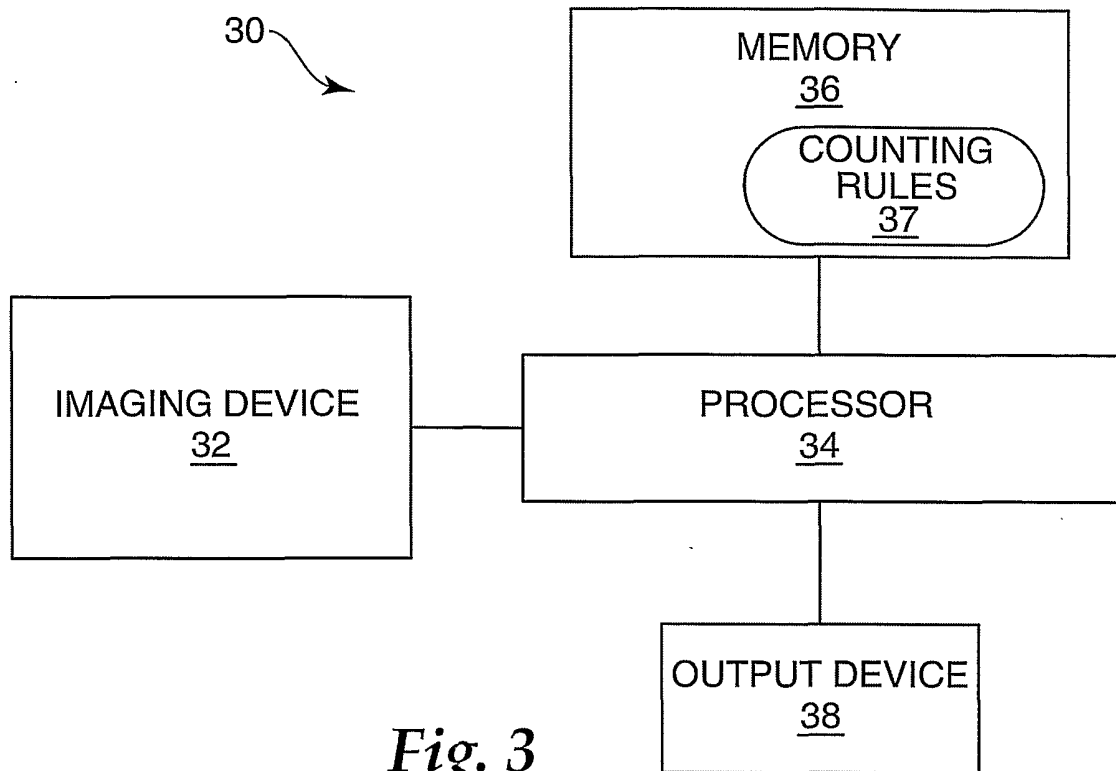 30
MEMORY
36
COUNTING
RULES
37
IMAGING DEVICE
32
PROCESSOR
34
OUTPUT DEVICE
38
Fig. 3